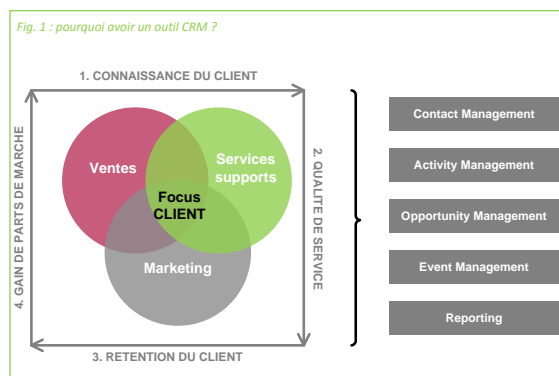 Fig. 1 : pourquoi avoir un outil CRM ?
1. CONNAISSANCE DU CLIENT
Ventes
Services
supports
Focus
CLIENT
Marketing
2. QUALITE DE SERVICE
3. RETENTION DU CLIENT
4. GAIN DE PARTS DE MARCHE
Contact Management
Activity Management
Opportunity Management
Event Management
Reporting